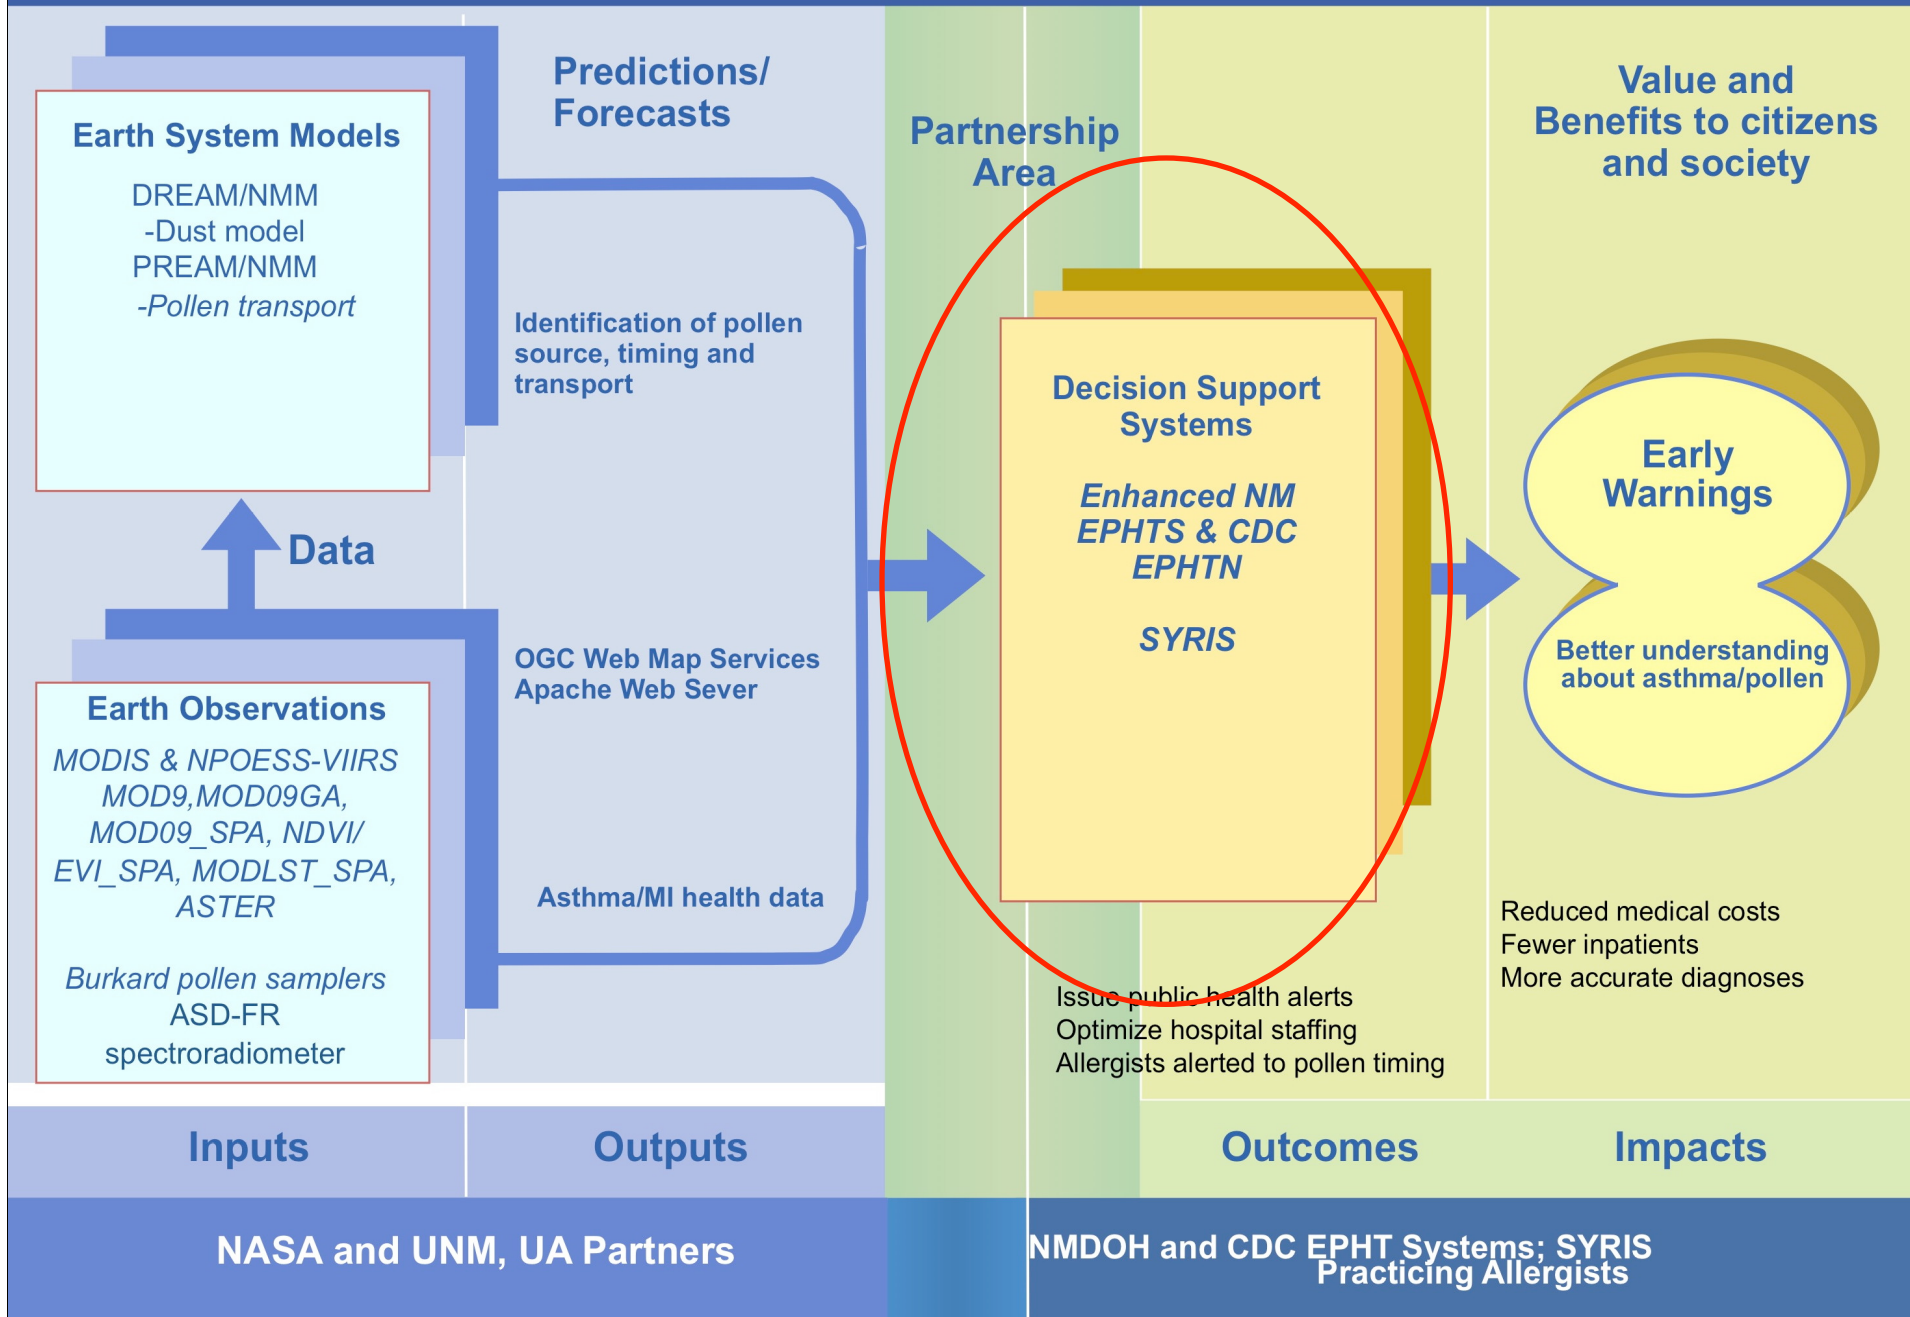 Earth System Models
DREAM/NMM
-Dust model
PREAM/NMM
-Pollen transport
Data
Earth Observations
MODIS & NPOESS-VIIRS
MOD9,MOD09GA,
MOD09_SPA, NDVI/
EVI_SPA, MODLST_SPA,
ASTER
Burkard pollen samplers
ASD-FR
spectroradiometer
Predictions/
Forecasts
Identification of pollen
source, timing and
transport
OGC Web Map Services
Apache Web Sever
Asthma/MI health data
Partnership
Area
Decision Support
Systems
Enhanced NM
EPHTS & CDC
EPHTN
SYRIS
Issue public health alerts
Optimize hospital staffing
Allergists alerted to pollen timing
Value and
Benefits to citizens
and society
Early
Warnings
Better understanding
about asthma/pollen
Reduced medical costs
Fewer inpatients
More accurate diagnoses
Inputs
Outputs
Outcomes
Impacts
NASA and UNM, UA Partners
NMDOH and CDC EPHT Systems; SYRIS
Practicing Allergists